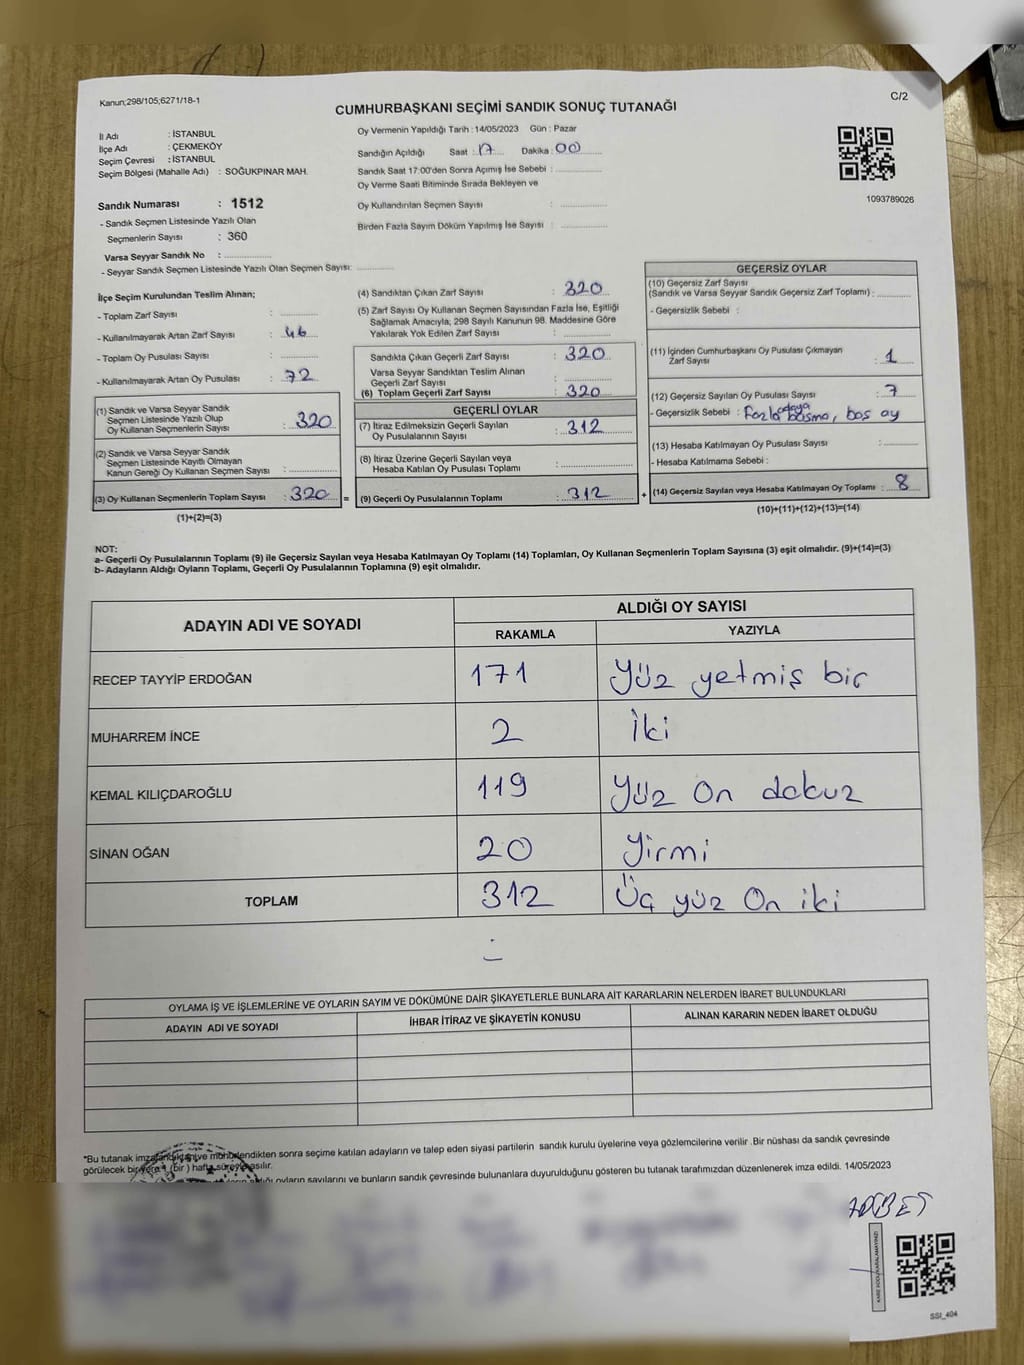 Kanun;298/105;6271/18-1
C/2
CUMHURBAŞKANI SEÇİMİ SANDIK SONUÇ TUTANAĞI
İl Adı : İSTANBUL
İlçe Adı : ÇEKMEKÖY
Seçim Çevresi : İSTANBUL
Seçim Bölgesi (Mahalle Adı) : SOĞUKPINAR MAH.
Sandık Numarası : 1512
- Sandık Seçmen Listesinde Yazılı Olan
Seçmenlerin Sayısı : 360
Varsa Seyyar Sandık No :
- Seyyar Sandık Seçmen Listesinde Yazılı Olan Seçmen Sayısı:
Oy Vermenin Yapıldığı Tarih : 14/05/2023 Gün : Pazar
Sandığın Açıldığı Saat : 17 Dakika : 00
Sandık Saat 17:00'den Sonra Açımış İse Sebebi :
Oy Verme Saati Bitiminde Sırada Bekleyen ve
Oy Kullandırılan Seçmen Sayısı :
Birden Fazla Sayım Döküm Yapılmış İse Sayısı :
1093789026
İlçe Seçim Kurulundan Teslim Alınan;
- Toplam Zarf Sayısı :
- Kullanılmayarak Artan Zarf Sayısı : 46
- Toplam Oy Pusulası Sayısı :
- Kullanılmayarak Artan Oy Pusulası : 72
(1) Sandık ve Varsa Seyyar Sandık
Seçmen Listesinde Yazılı Olup
Oy Kullanan Seçmenlerin Sayısı : 320
(2) Sandık ve Varsa Seyyar Sandık
Seçmen Listesinde Kayıtlı Olmayan
Kanun Gereği Oy Kullanan Seçmen Sayısı :
(3) Oy Kullanan Seçmenlerin Toplam Sayısı : 320 =
(1)+(2)=(3)
(4) Sandıktan Çıkan Zarf Sayısı : 320
(5) Zarf Sayısı Oy Kullanan Seçmen Sayısından Fazla İse, Eşitliği
Sağlamak Amacıyla, 298 Sayılı Kanunun 98. Maddesine Göre
Yakılarak Yok Edilen Zarf Sayısı :
Sandıkta Çıkan Geçerli Zarf Sayısı : 320
Varsa Seyyar Sandıktan Teslim Alınan
Geçerli Zarf Sayısı :
(6) Toplam Geçerli Zarf Sayısı : 320
GEÇERLİ OYLAR
(7) İtiraz Edilmeksizin Geçerli Sayılan
Oy Pusulalarının Sayısı : 312
(8) İtiraz Üzerine Geçerli Sayılan veya
Hesaba Katılan Oy Pusulası Toplamı :
(9) Geçerli Oy Pusulalarının Toplamı : 312 +
GEÇERSİZ OYLAR
(10) Geçersiz Zarf Sayısı
(Sandık ve Varsa Seyyar Sandık Geçersiz Zarf Toplamı) :
- Geçersizlik Sebebi :
(11) İçinden Cumhurbaşkanı Oy Pusulası Çıkmayan
Zarf Sayısı : 1
(12) Geçersiz Sayılan Oy Pusulası Sayısı : 7
- Geçersizlik Sebebi : Fazla adaya basma, boş oy
(13) Hesaba Katılmayan Oy Pusulası Sayısı :
- Hesaba Katılmama Sebebi :
(14) Geçersiz Sayılan veya Hesaba Katılmayan Oy Toplamı : 8
(10)+(11)+(12)+(13)=(14)
NOT:
a- Geçerli Oy Pusulalarının Toplamı (9) ile Geçersiz Sayılan veya Hesaba Katılmayan Oy Toplamı (14) Toplamları, Oy Kullanan Seçmenlerin Toplam Sayısına (3) eşit olmalıdır. (9)+(14)=(3)
b- Adayların Aldığı Oyların Toplamı, Geçerli Oy Pusulalarının Toplamına (9) eşit olmalıdır.
ADAYIN ADI VE SOYADI ALDIĞI OY SAYISI
RAKAMLA YAZIYLA
RECEP TAYYİP ERDOĞAN 171 Yüz yetmiş bir
MUHARREM İNCE 2 İki
KEMAL KILIÇDAROĞLU 119 Yüz On dokuz
SİNAN OĞAN 20 Yirmi
TOPLAM 312 Üç yüz On iki
OYLAMA İŞ VE İŞLEMLERİNE VE OYLARIN SAYIM VE DÖKÜMÜNE DAİR ŞİKAYETLERLE BUNLARA AİT KARARLARIN NELERDEN İBARET BULUNDUKLARI
ADAYIN ADI VE SOYADI İHBAR İTİRAZ VE ŞİKAYETİN KONUSU ALINAN KARARIN NEDEN İBARET OLDUĞU
*Bu tutanak imzalandıktan ve mühürlendikten sonra seçime katılan adayların ve talep eden siyasi partilerin sandık kurulu üyelerine veya gözlemcilerine verilir .Bir nüshası da sandık çevresinde
görülecek bir yere 1 (bir) hafta süreyle asılır.
oyların sayılarını ve bunların sandık çevresinde bulunanlara duyurulduğunu gösteren bu tutanak tarafımızdan düzenlenerek imza edildi. 14/05/2023
SSI_404